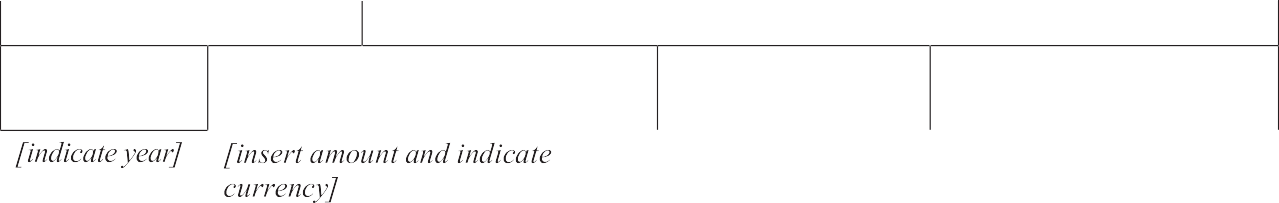 [indicate year]
[insert amount and indicate
currency]